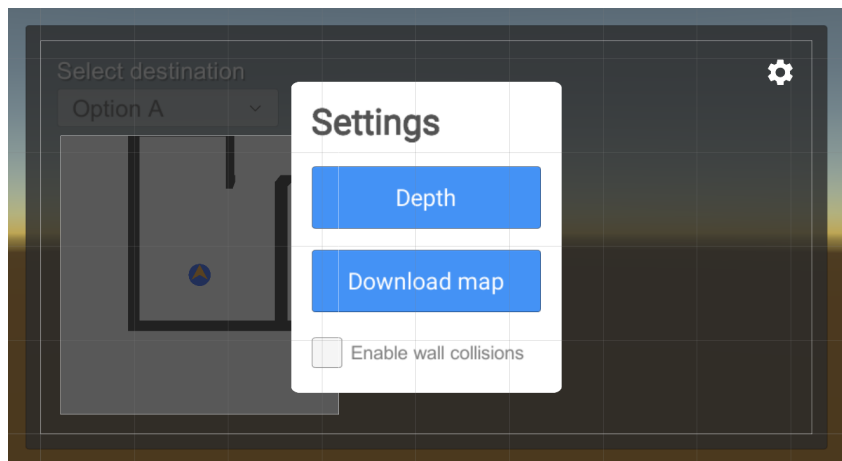 Select destination
Option A
Settings
Depth
Download map
Enable wall collisions